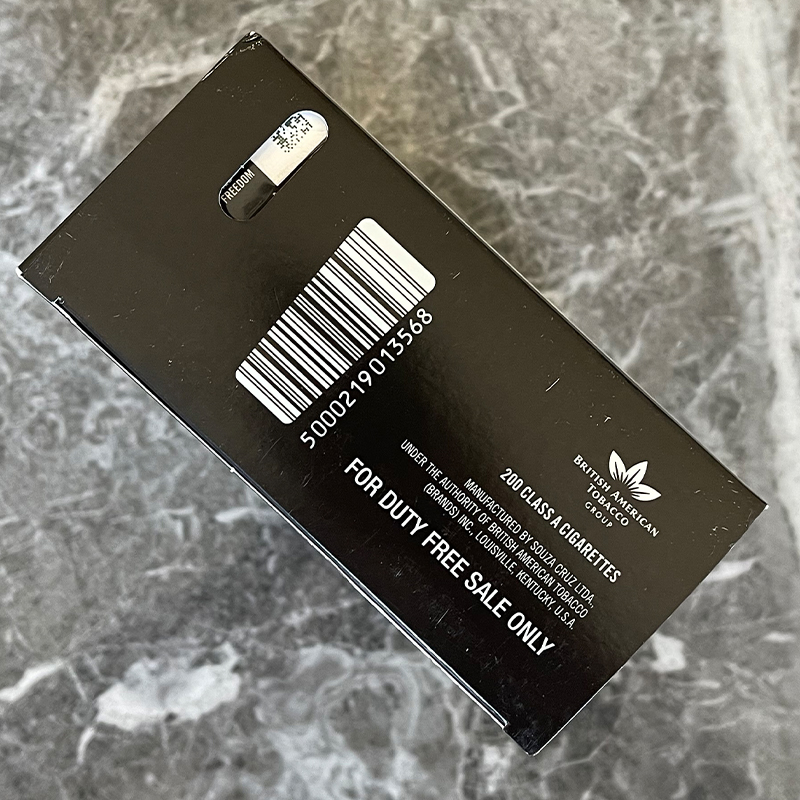 FREEDOM
5000219013568
BRITISH AMERICAN
TOBACCO
GROUP
200 CLASS A CIGARETTES
MANUFACTURED BY SOUZA CRUZ LTDA.,
UNDER THE AUTHORITY OF BRITISH AMERICAN TOBACCO
(BRANDS) INC., LOUISVILLE, KENTUCKY U.S.A.
FOR DUTY FREE SALE ONLY